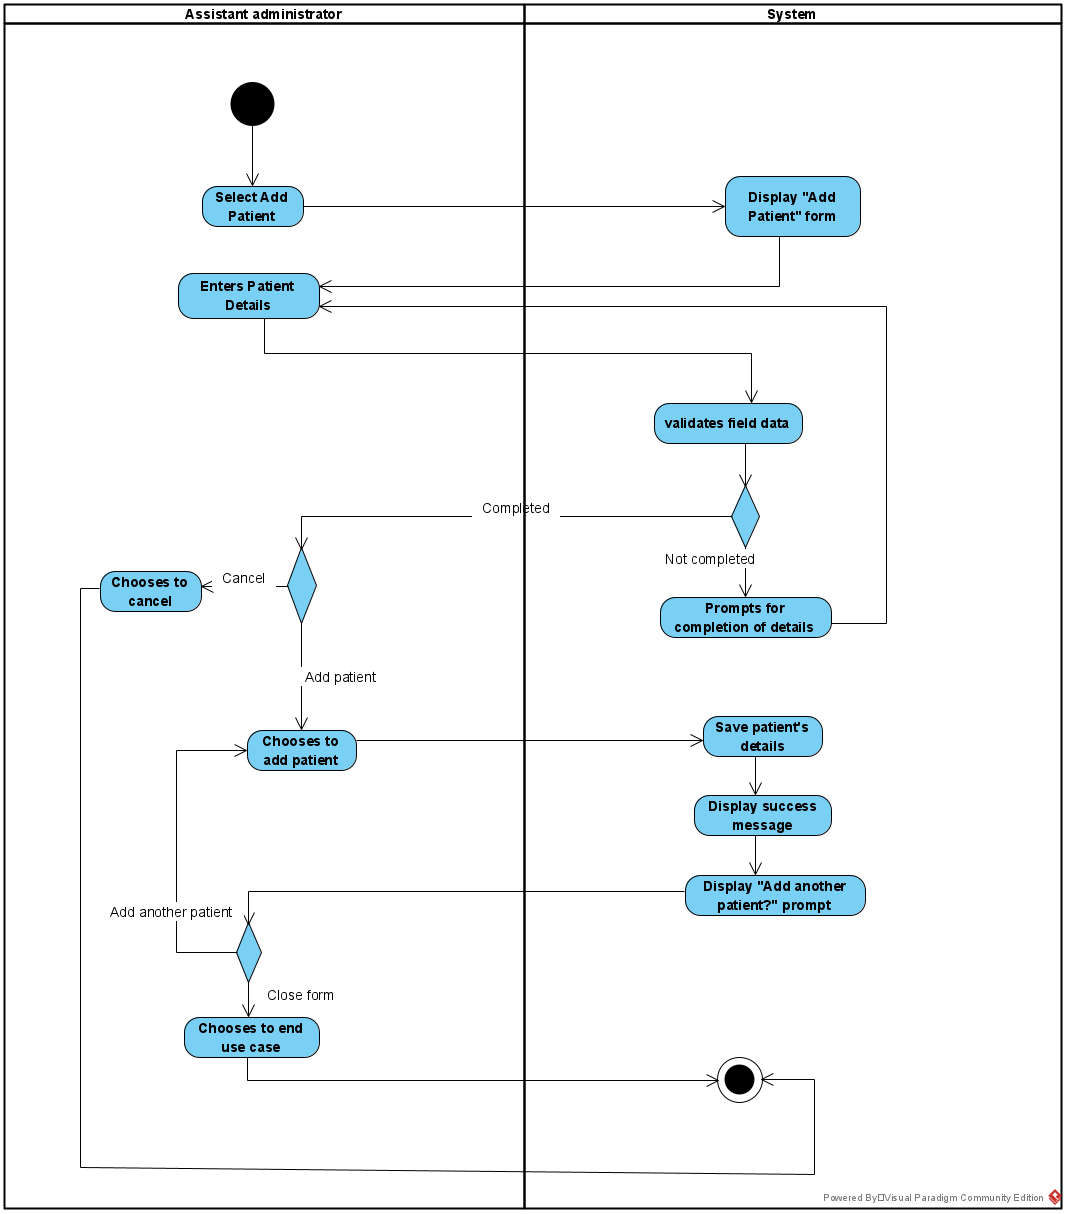 Assistant administrator
System
Select Add
Patient
Display "Add
Patient" form
Enters Patient
Details
validates field data
Completed
Not completed
Cancel
Chooses to
cancel
Prompts for
completion of details
Add patient
Chooses to
add patient
Save patient's
details
Display success
message
Display "Add another
patient?" prompt
Add another patient
Close form
Chooses to end
use case
Powered By□Visual Paradigm Community Edition